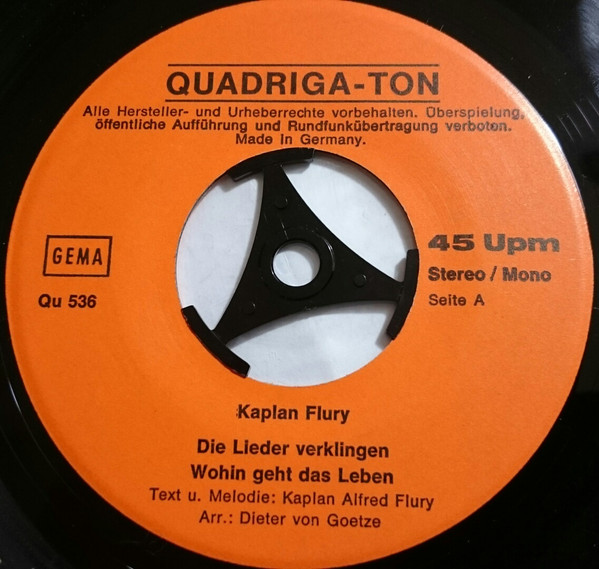 QUADRIGA-TON
Alle Hersteller- und Urheberrechte vorbehalten. Überspielung,
öffentliche Aufführung und Rundfunkübertragung verboten.
Made in Germany.
GEMA
Qu 536
45 Upm
Stereo / Mono
Seite A
Kaplan Flury
Die Lieder verklingen
Wohin geht das Leben
Text u. Melodie: Kaplan Alfred Flury
Arr.: Dieter von Goetze